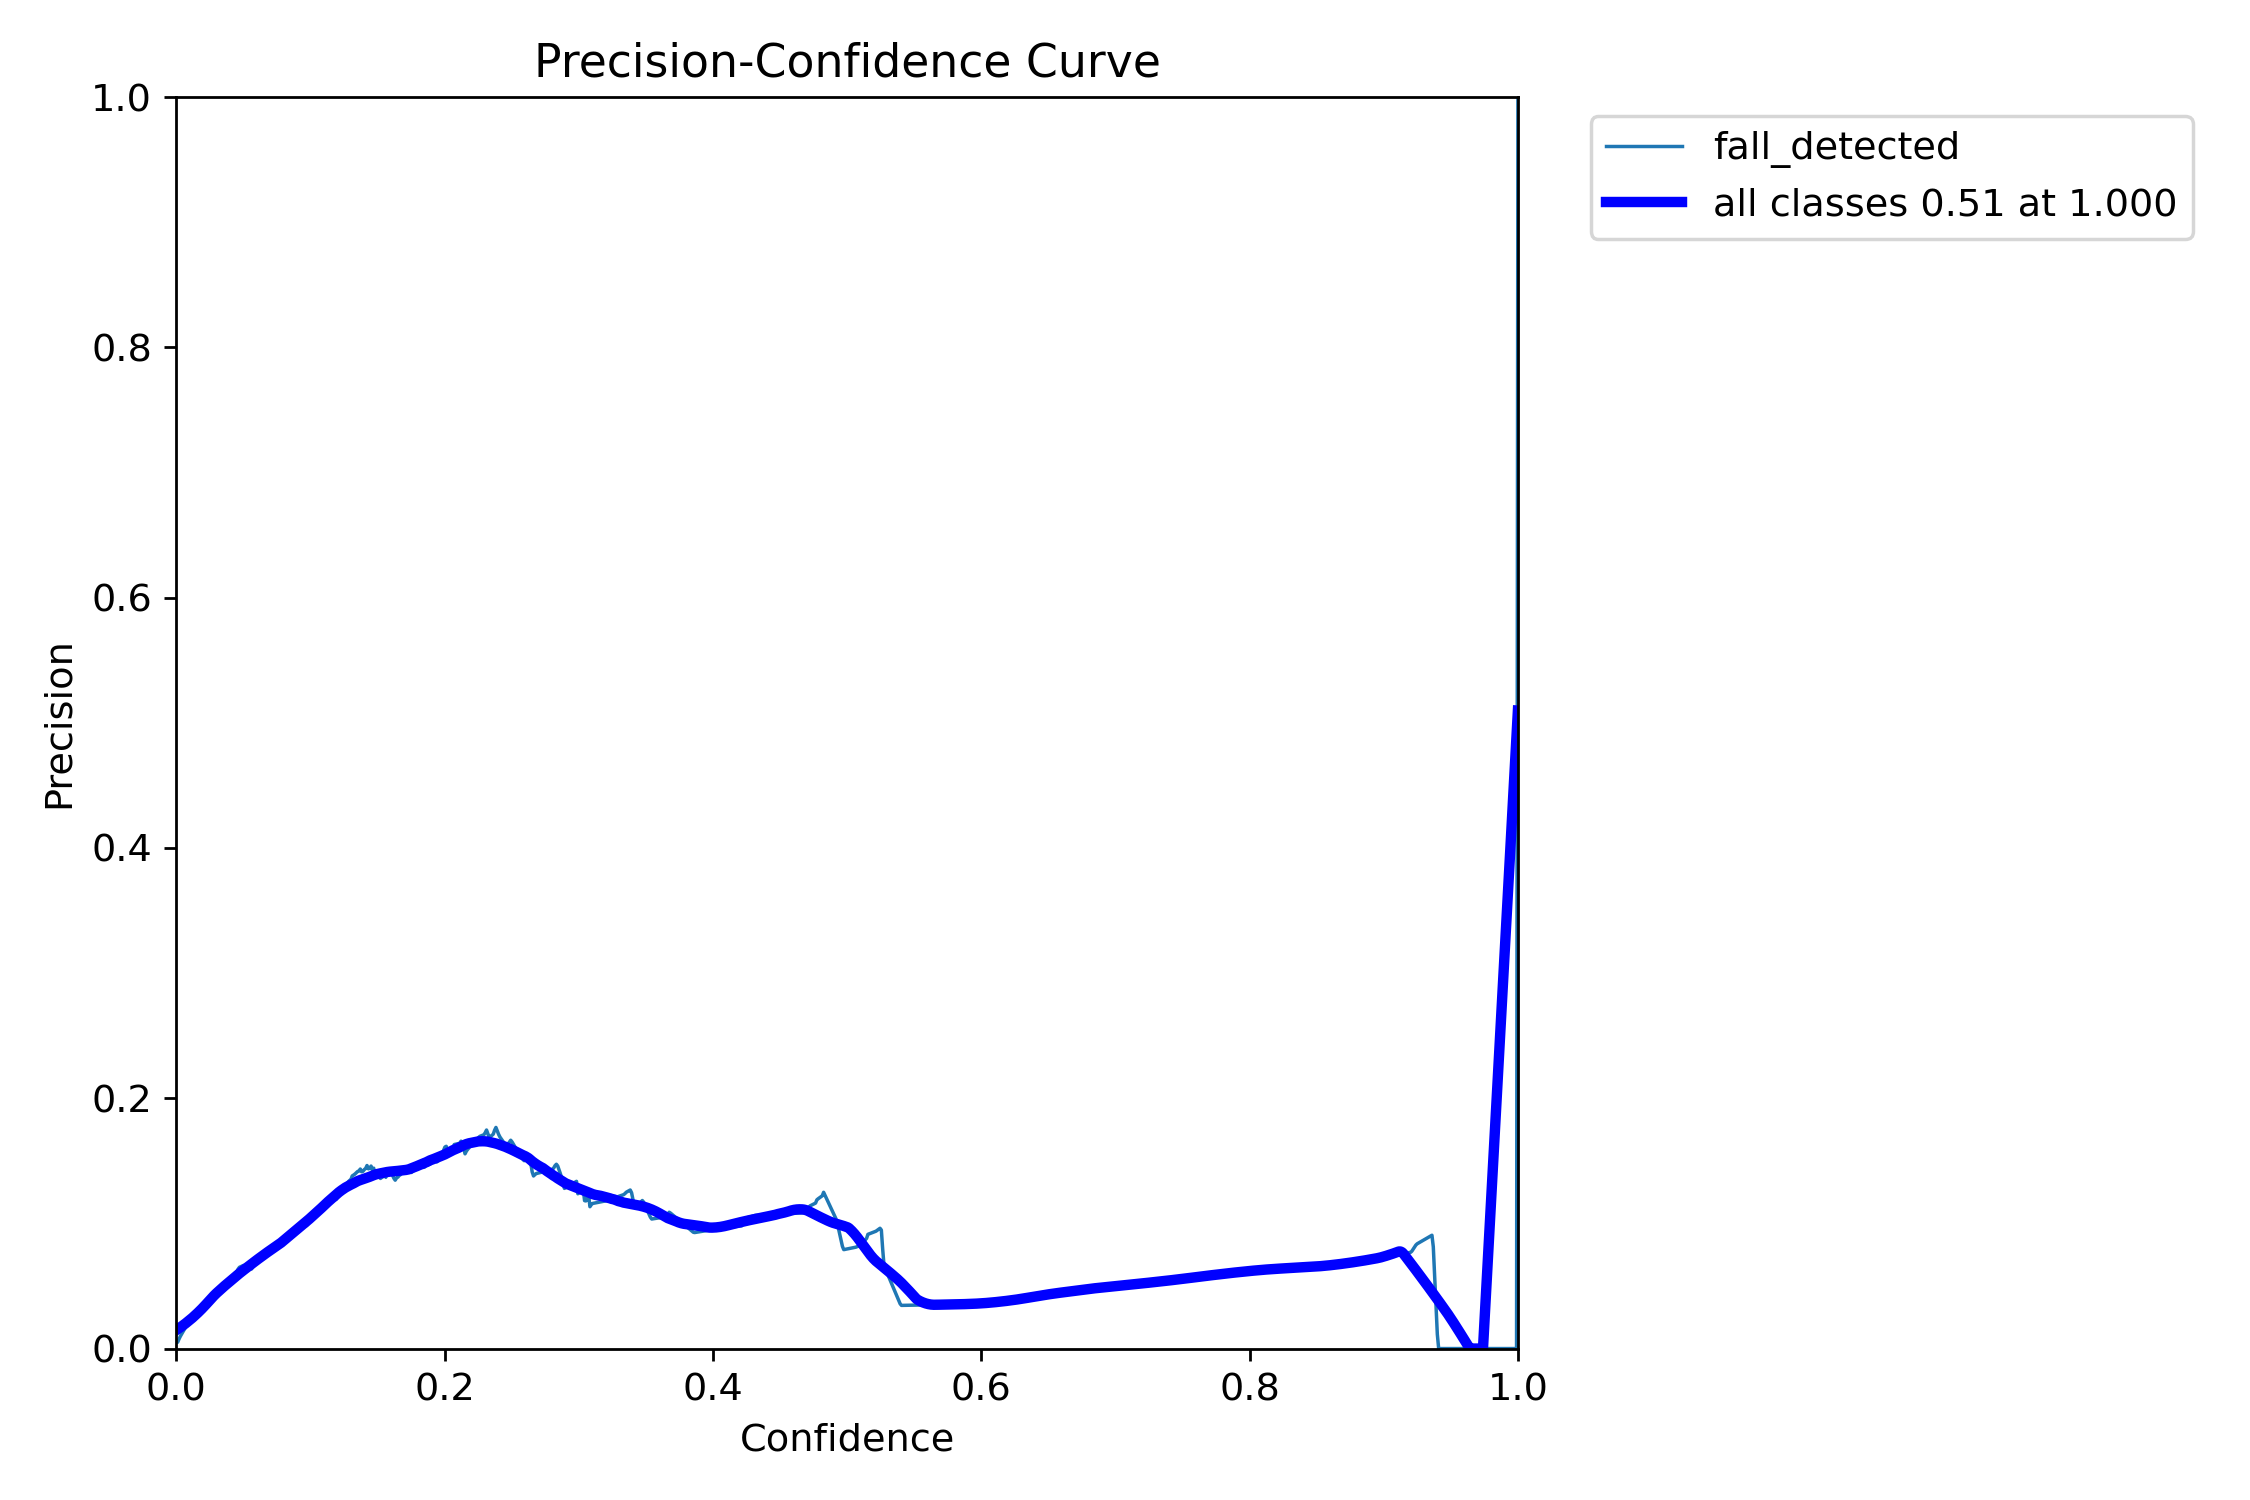 Precision-Confidence Curve
1.0
0.8
0.6
0.4
0.2
0.0
Precision
0.0 0.2 0.4 0.6 0.8 1.0
Confidence
fall_detected
all classes 0.51 at 1.000